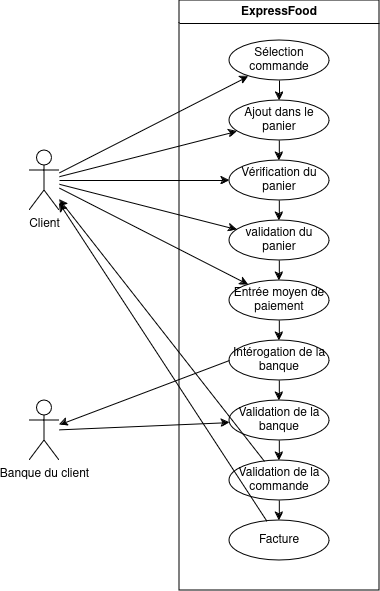 ExpressFood
Sélection
commande
Ajout dans le
panier
Vérification du
panier
Client
validation du
panier
Entrée moyen de
paiement
Intérogation de la
banque
Validation de la
banque
Banque du client
Validation de la
commande
Facture